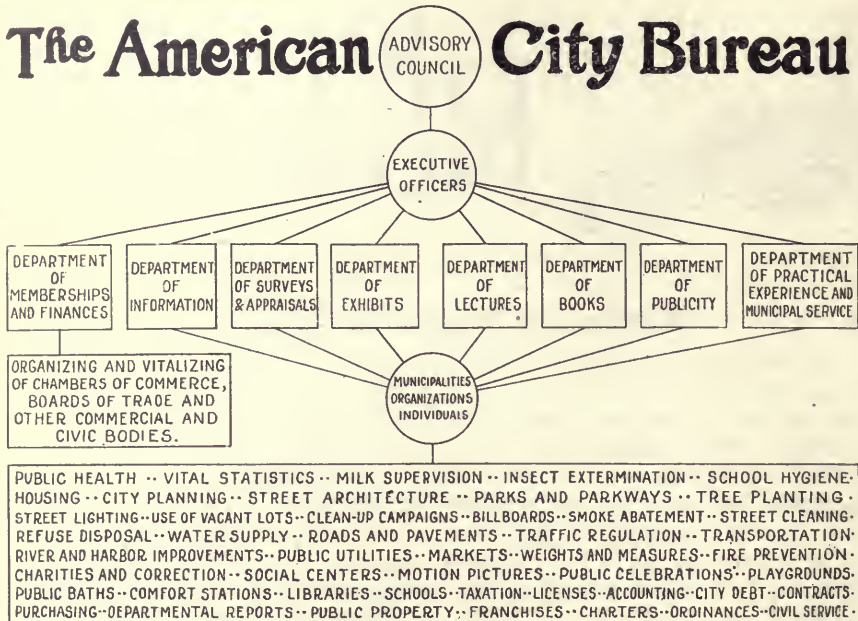 The American City Bureau
ADVISORY
COUNCIL
EXECUTIVE
OFFICERS
DEPARTMENT
OF
MEMBERSHIPS
AND FINANCES
DEPARTMENT
OF
INFORMATION
DEPARTMENT
OF SURVEYS
& APPRAISALS
DEPARTMENT
OF
EXHIBITS
DEPARTMENT
OF
LECTURES
DEPARTMENT
OF
BOOKS
DEPARTMENT
OF
PUBLICITY
DEPARTMENT
OF PRACTICAL
EXPERIENCE AND
MUNICIPAL SERVICE
ORGANIZING AND VITALIZING
OF CHAMBERS OF COMMERCE,
BOARDS OF TRADE AND
OTHER COMMERCIAL AND
CIVIC BODIES.
MUNICIPALITIES
ORGANIZATIONS
INDIVIDUALS
PUBLIC HEALTH ·· VITAL STATISTICS ·· MILK SUPERVISION ·· INSECT EXTERMINATION ·· SCHOOL HYGIENE·
HOUSING ·· CITY PLANNING ·· STREET ARCHITECTURE ·· PARKS AND PARKWAYS ·· TREE PLANTING ·
STREET LIGHTING ·· USE OF VACANT LOTS ·· CLEAN-UP CAMPAIGNS ·· BILLBOARDS ·· SMOKE ABATEMENT ·· STREET CLEANING·
REFUSE DISPOSAL ·· WATER SUPPLY ·· ROADS AND PAVEMENTS ·· TRAFFIC REGULATION ·· TRANSPORTATION·
RIVER AND HARBOR IMPROVEMENTS ·· PUBLIC UTILITIES ·· MARKETS ·· WEIGHTS AND MEASURES ·· FIRE PREVENTION·
CHARITIES AND CORRECTION ·· SOCIAL CENTERS ·· MOTION PICTURES ·· PUBLIC CELEBRATIONS ·· PLAYGROUNDS·
PUBLIC BATHS ·· COMFORT STATIONS ·· LIBRARIES ·· SCHOOLS ·· TAXATION ·· LICENSES ·· ACCOUNTING ·· CITY DEBT ·· CONTRACTS·
PURCHASING ·· DEPARTMENTAL REPORTS ·· PUBLIC PROPERTY ·· FRANCHISES ·· CHARTERS ·· ORDINANCES ·· CIVIL SERVICE ·